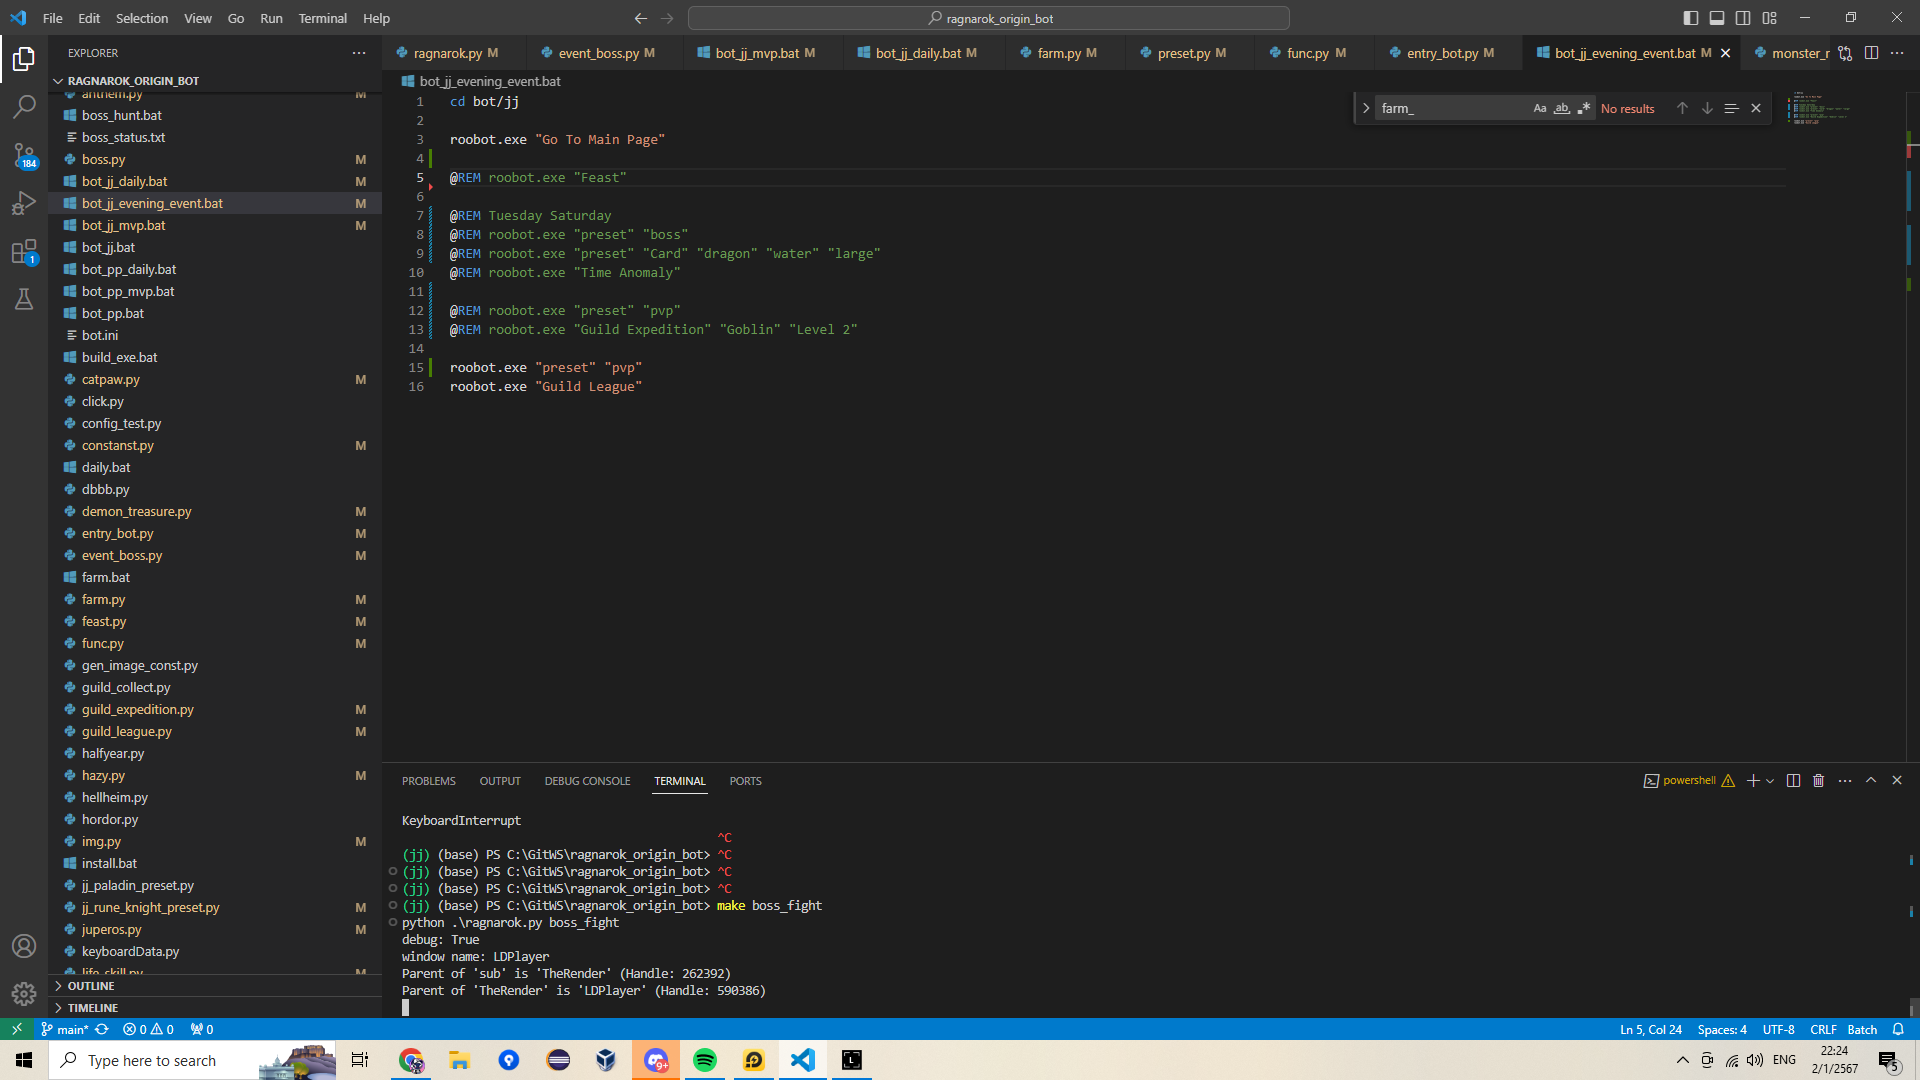 File Edit Selection View Go Run Terminal Help
ragnarok_origin_bot
EXPLORER
RAGNAROK_ORIGIN_BOT
anthem.py M
boss_hunt.bat
boss_status.txt
boss.py M
bot_jj_daily.bat M
bot_jj_evening_event.bat M
bot_jj_mvp.bat M
bot_jj.bat
bot_pp_daily.bat
bot_pp_mvp.bat
bot_pp.bat
bot.ini
build_exe.bat
catpaw.py M
click.py
config_test.py
constanst.py M
daily.bat
dbbb.py
demon_treasure.py M
entry_bot.py M
event_boss.py M
farm.bat
farm.py M
feast.py M
func.py M
gen_image_const.py
guild_collect.py
guild_expedition.py M
guild_league.py M
halfyear.py
hazy.py M
hellheim.py
hordor.py
img.py M
install.bat
jj_paladin_preset.py
jj_rune_knight_preset.py M
juperos.py M
keyboardData.py
life_skill.py M
OUTLINE
TIMELINE
184
1
ragnarok.py M
event_boss.py M
bot_jj_mvp.bat M
bot_jj_daily.bat M
farm.py M
preset.py M
func.py M
entry_bot.py M
bot_jj_evening_event.bat M
monster_r
bot_jj_evening_event.bat
farm_
Aa
ab
No results
1 cd bot/jj
2
3 roobot.exe "Go To Main Page"
4
5 @REM roobot.exe "Feast"
6
7 @REM Tuesday Saturday
8 @REM roobot.exe "preset" "boss"
9 @REM roobot.exe "preset" "Card" "dragon" "water" "large"
10 @REM roobot.exe "Time Anomaly"
11
12 @REM roobot.exe "preset" "pvp"
13 @REM roobot.exe "Guild Expedition" "Goblin" "Level 2"
14
15 roobot.exe "preset" "pvp"
16 roobot.exe "Guild League"
PROBLEMS OUTPUT DEBUG CONSOLE TERMINAL PORTS
powershell
KeyboardInterrupt
^C
(jj) (base) PS C:\GitWS\ragnarok_origin_bot> ^C
(jj) (base) PS C:\GitWS\ragnarok_origin_bot> ^C
(jj) (base) PS C:\GitWS\ragnarok_origin_bot> ^C
(jj) (base) PS C:\GitWS\ragnarok_origin_bot> make boss_fight
python .\ragnarok.py boss_fight
debug: True
window name: LDPlayer
Parent of 'sub' is 'TheRender' (Handle: 262392)
Parent of 'TheRender' is 'LDPlayer' (Handle: 590386)
main* 0 0 0
Ln 5, Col 24 Spaces: 4 UTF-8 CRLF Batch
Type here to search
9+
ENG
22:24
2/1/2567
5